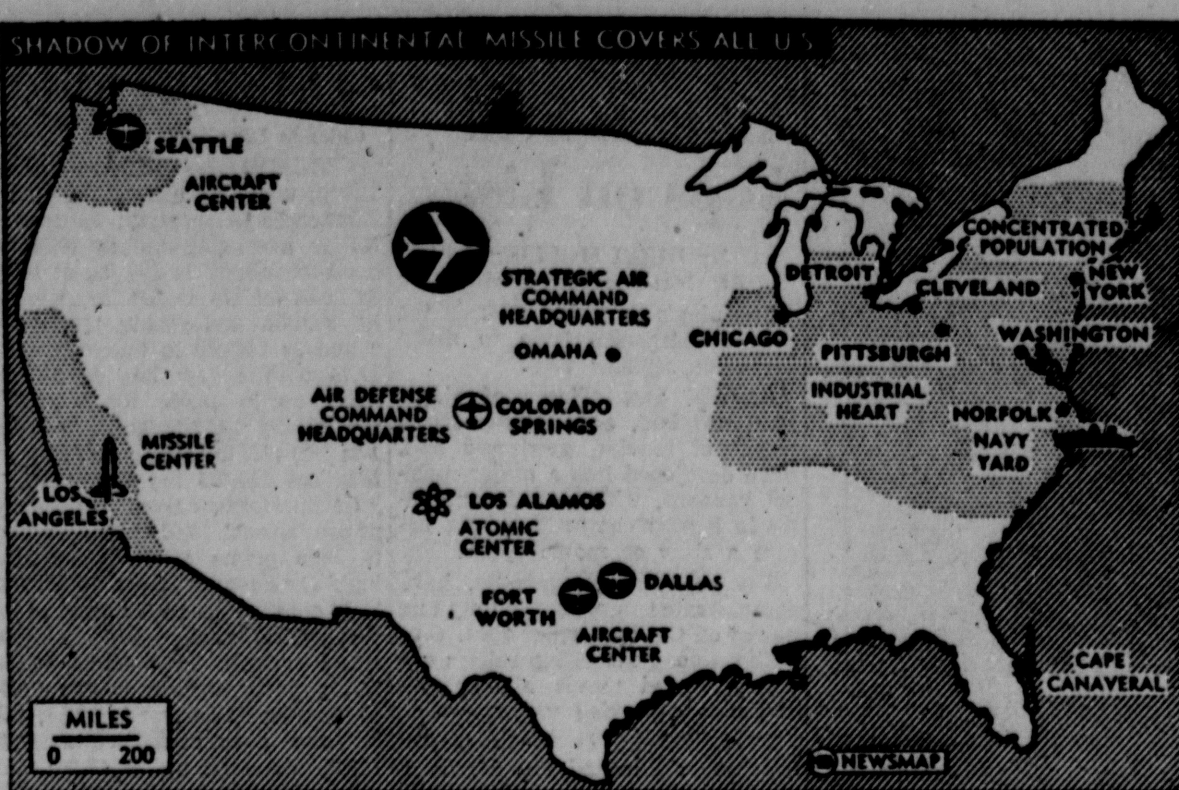 SHADOW OF INTERCONTINENTAL MISSILE COVERS ALL U.S.
SEATTLE
AIRCRAFT
CENTER
STRATEGIC AIR
COMMAND
HEADQUARTERS
OMAHA
AIR DEFENSE
COMMAND
HEADQUARTERS
COLORADO
SPRINGS
MISSILE
CENTER
LOS
ANGELES
LOS ALAMOS
ATOMIC
CENTER
FORT
WORTH
DALLAS
AIRCRAFT
CENTER
CONCENTRATED
POPULATION
DETROIT
CLEVELAND
NEW
YORK
CHICAGO
PITTSBURGH
WASHINGTON
INDUSTRIAL
HEART
NORFOLK
NAVY
YARD
CAPE
CANAVERAL
MILES
0 200
NEWSMAP